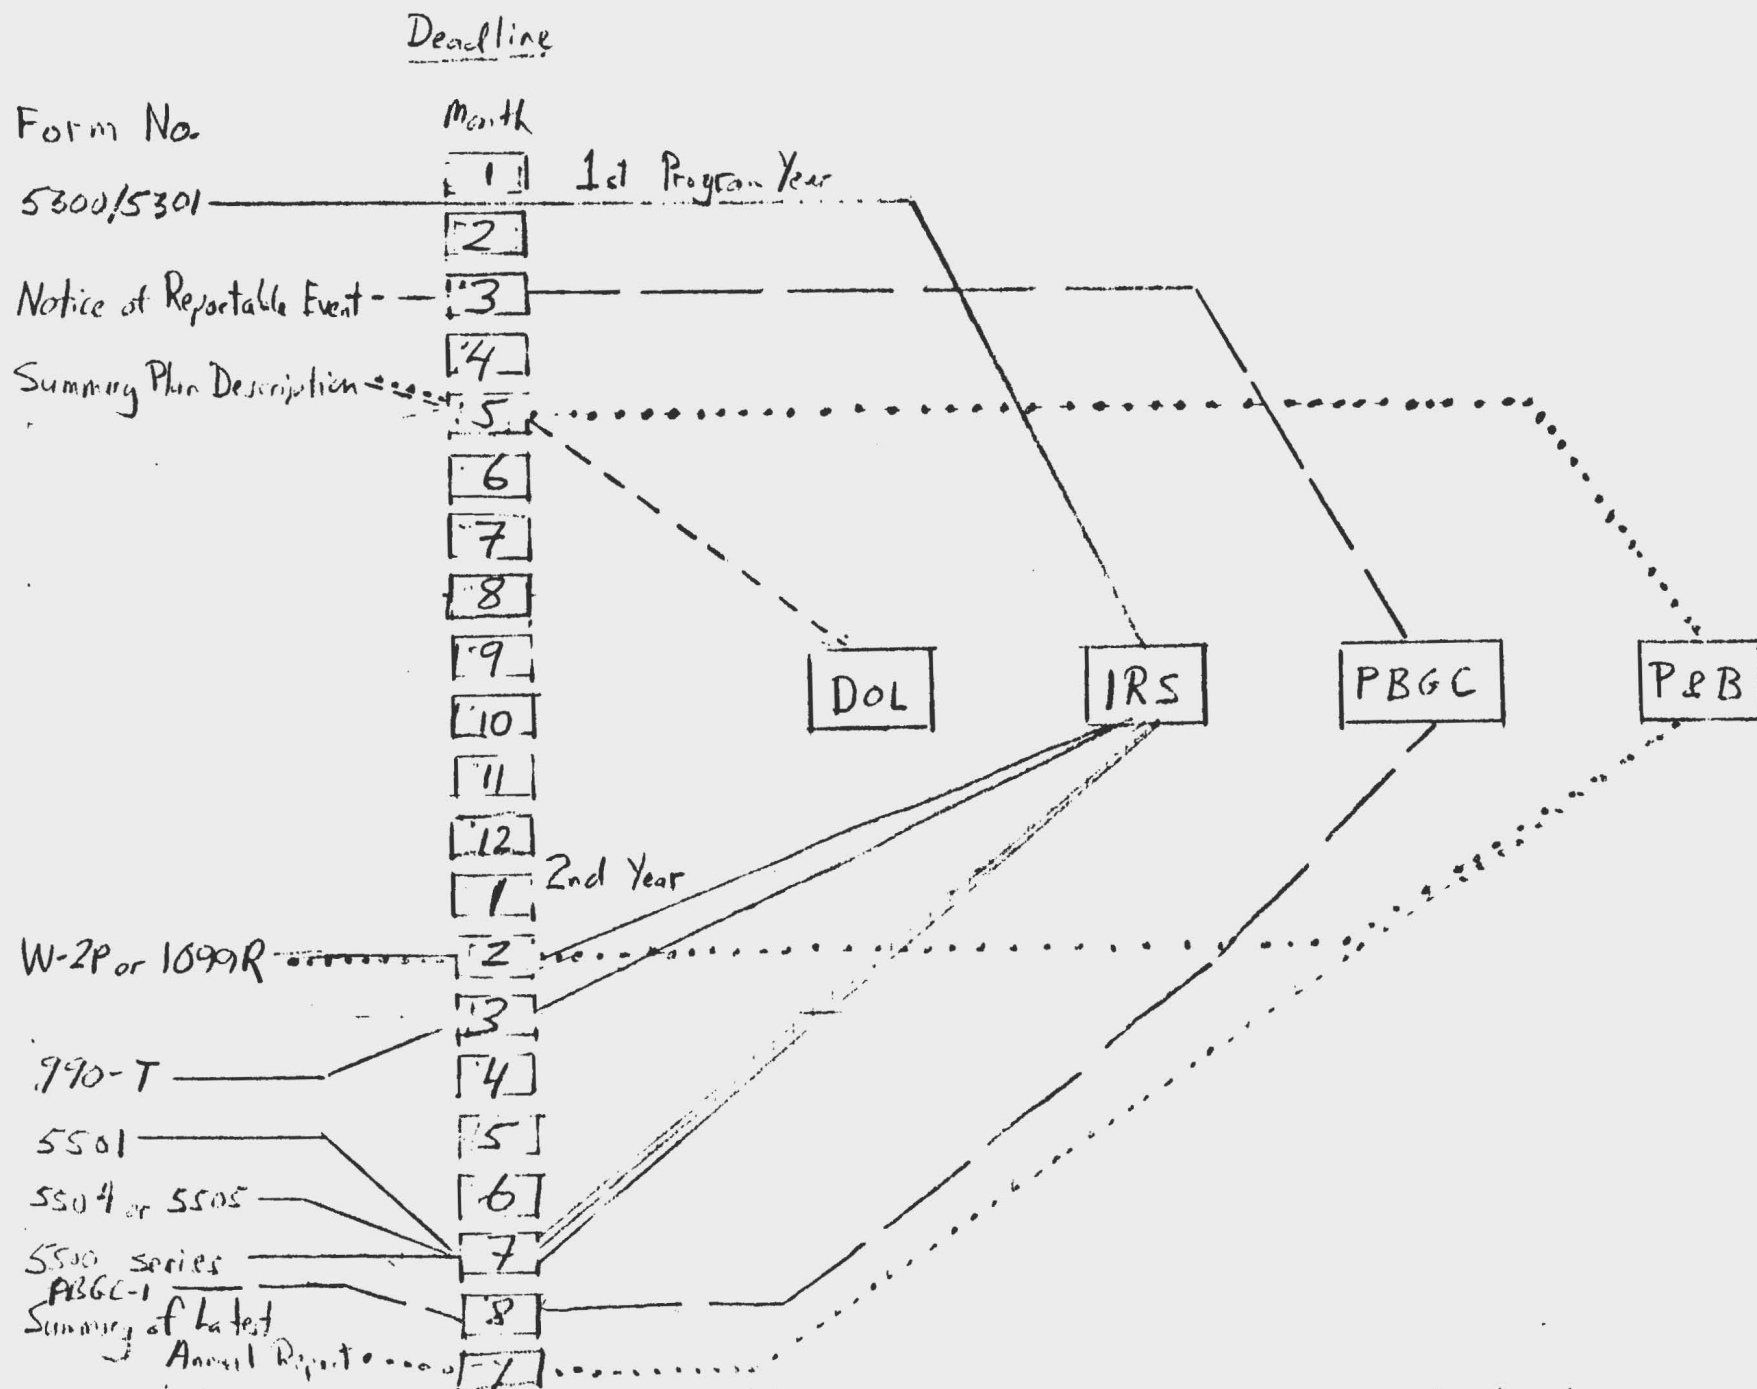 Deadline
Form No.
Month
1
1st Program Year
5300/5301
2
Notice of Reportable Event
3
4
Summary Plan Description
5
6
7
8
9
DOL
IRS
PBGC
P&B
10
11
12
2nd Year
1
W-2P or 1099R
2
3
990-T
4
5501
5
5504 or 5505
6
5500 series
7
PBGC-1
Summary of Latest
8
Annual Report